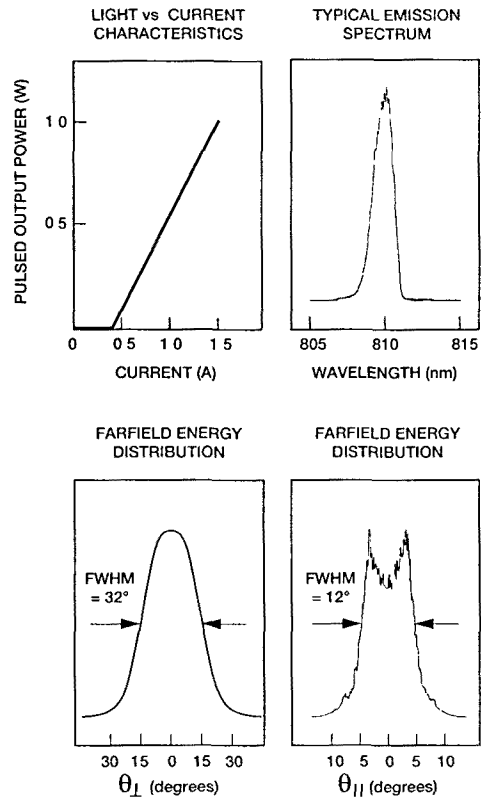 LIGHT vs CURRENT
CHARACTERISTICS
PULSED OUTPUT POWER (W)
1 0
0 5
0
0 5
1 0
1 5
CURRENT (A)
TYPICAL EMISSION
SPECTRUM
805
810
815
WAVELENGTH (nm)
FARFIELD ENERGY
DISTRIBUTION
FWHM
= 32°
30
15
0
15
30
θ⊥ (degrees)
FARFIELD ENERGY
DISTRIBUTION
FWHM
= 12°
10
5
0
5
10
θ|| (degrees)